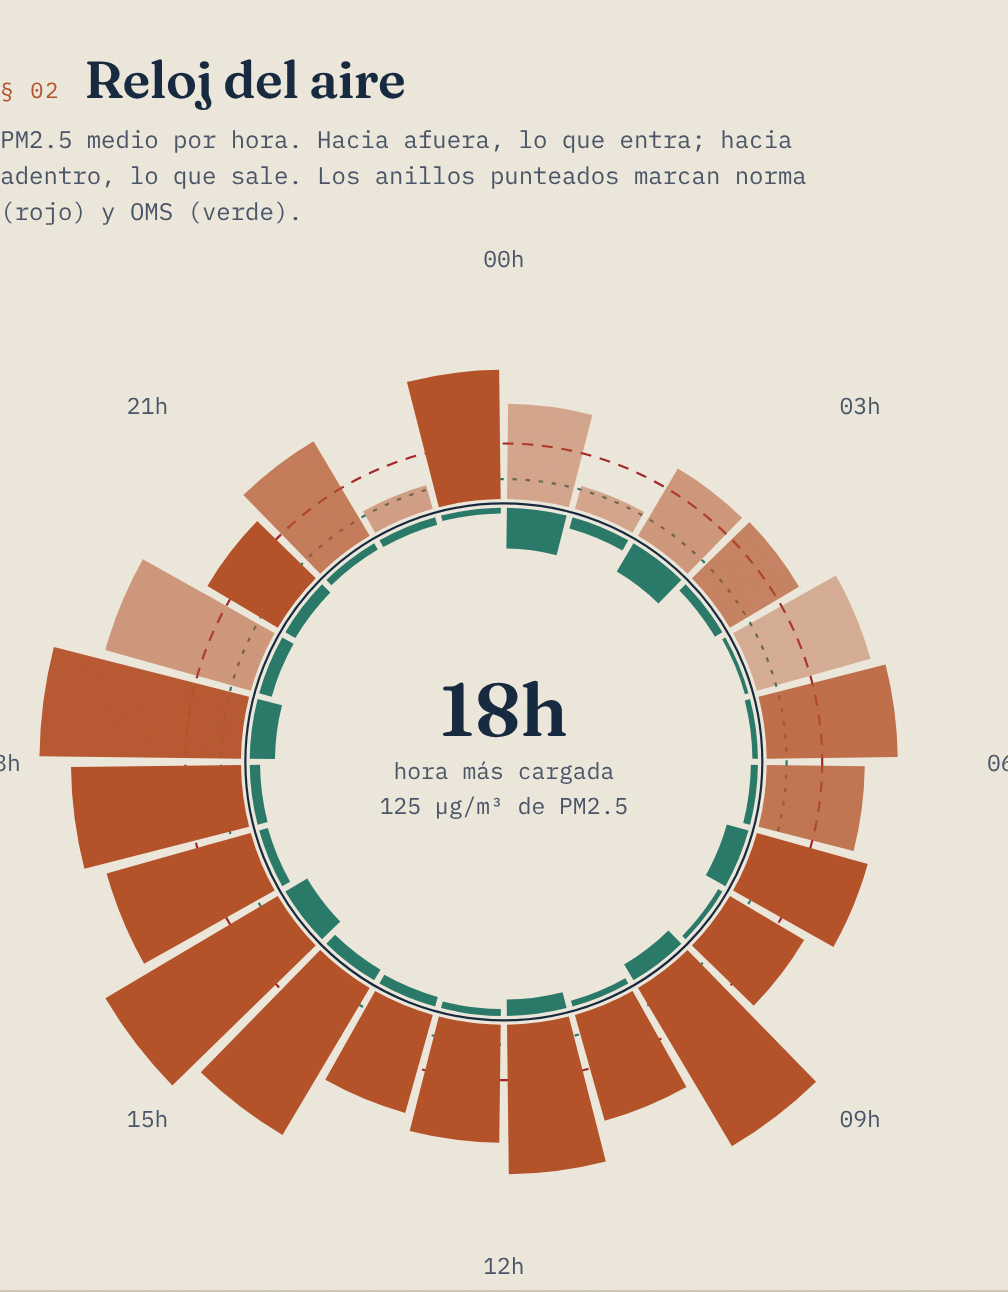 § 02 Reloj del aire
PM2.5 medio por hora. Hacia afuera, lo que entra; hacia
adentro, lo que sale. Los anillos punteados marcan norma
(rojo) y OMS (verde).
00h
21h
03h
18h
hora más cargada
125 µg/m³ de PM2.5
15h
09h
12h